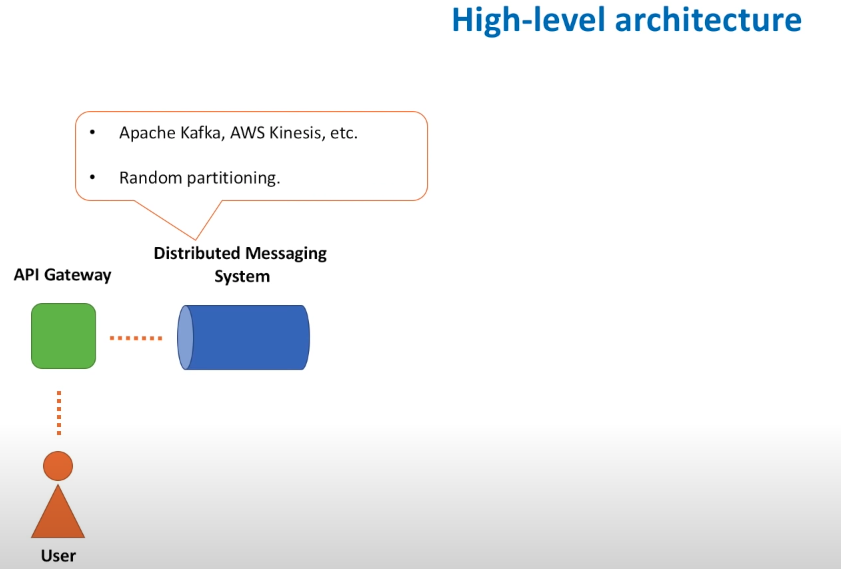 High-level architecture
• Apache Kafka, AWS Kinesis, etc.
• Random partitioning.
Distributed Messaging
System
API Gateway
User